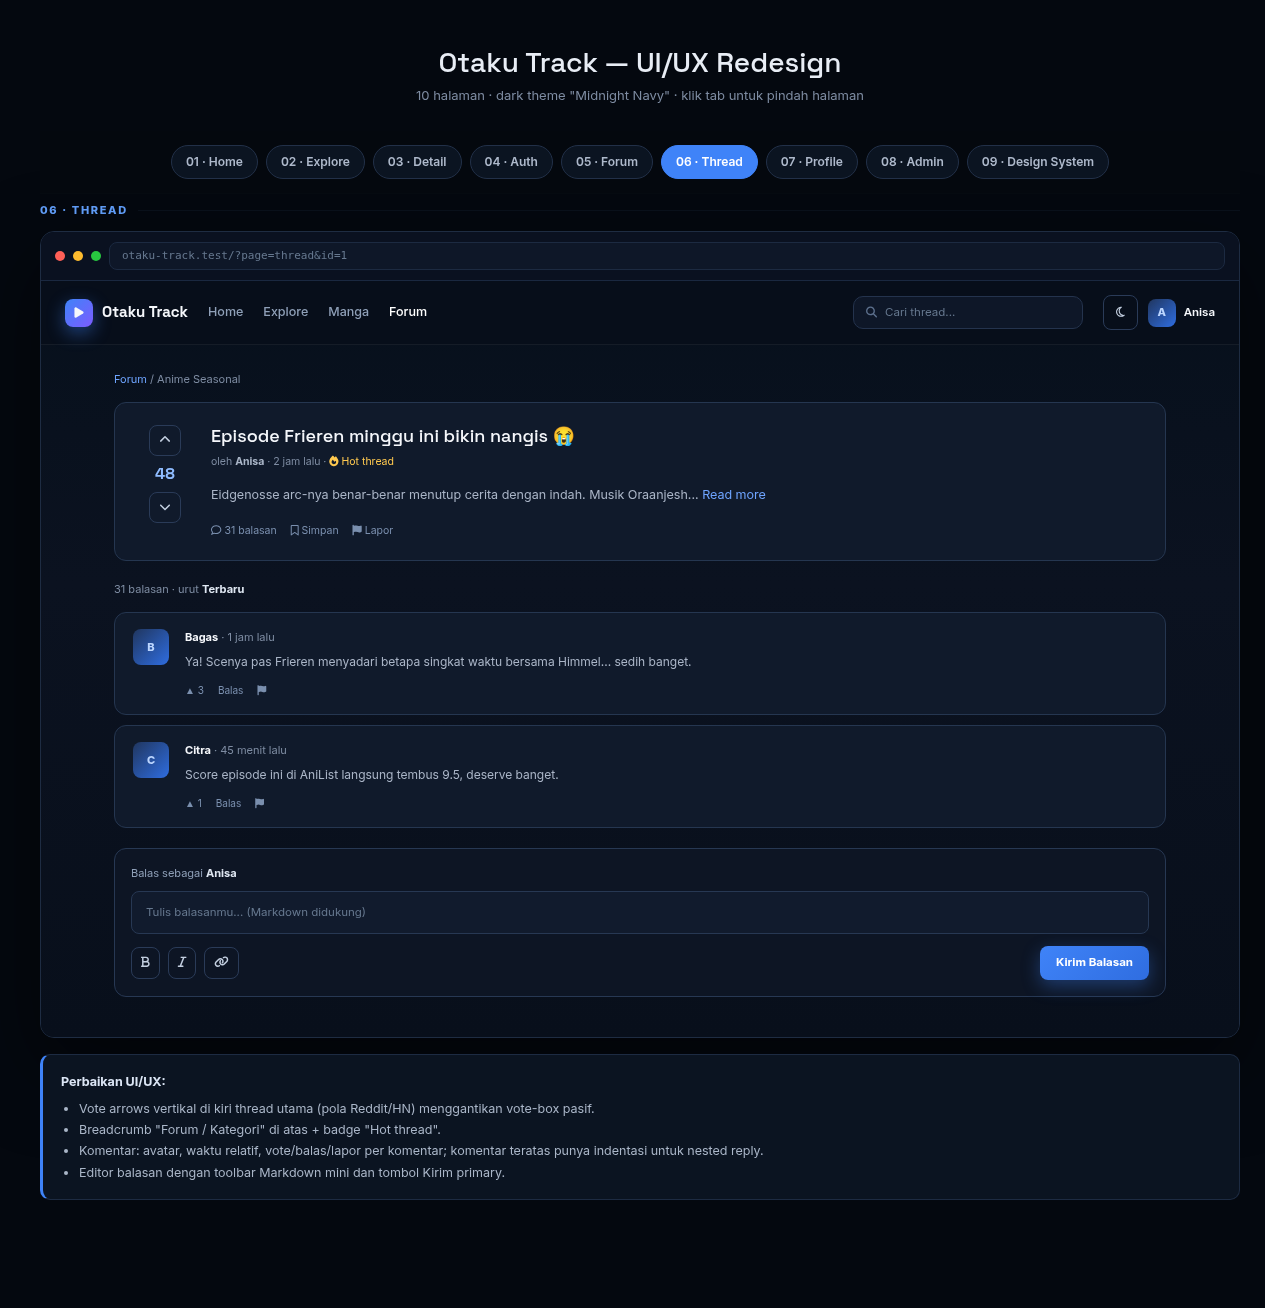 Otaku Track — UI/UX Redesign
10 halaman · dark theme "Midnight Navy" · klik tab untuk pindah halaman
01 · Home
02 · Explore
03 · Detail
04 · Auth
05 · Forum
06 · Thread
07 · Profile
08 · Admin
09 · Design System
06 · THREAD
otaku-track.test/?page=thread&id=1
Otaku Track
Home
Explore
Manga
Forum
Cari thread...
A
Anisa
Forum / Anime Seasonal
Episode Frieren minggu ini bikin nangis 😭
oleh Anisa · 2 jam lalu · Hot thread
48
Eidgenosse arc-nya benar-benar menutup cerita dengan indah. Musik Oraanjesh... Read more
31 balasan
Simpan
Lapor
31 balasan · urut Terbaru
B
Bagas · 1 jam lalu
Ya! Scenya pas Frieren menyadari betapa singkat waktu bersama Himmel... sedih banget.
▲ 3
Balas
C
Citra · 45 menit lalu
Score episode ini di AniList langsung tembus 9.5, deserve banget.
▲ 1
Balas
Balas sebagai Anisa
Tulis balasanmu... (Markdown didukung)
B
I
Kirim Balasan
Perbaikan UI/UX:
• Vote arrows vertikal di kiri thread utama (pola Reddit/HN) menggantikan vote-box pasif.
• Breadcrumb "Forum / Kategori" di atas + badge "Hot thread".
• Komentar: avatar, waktu relatif, vote/balas/lapor per komentar; komentar teratas punya indentasi untuk nested reply.
• Editor balasan dengan toolbar Markdown mini dan tombol Kirim primary.